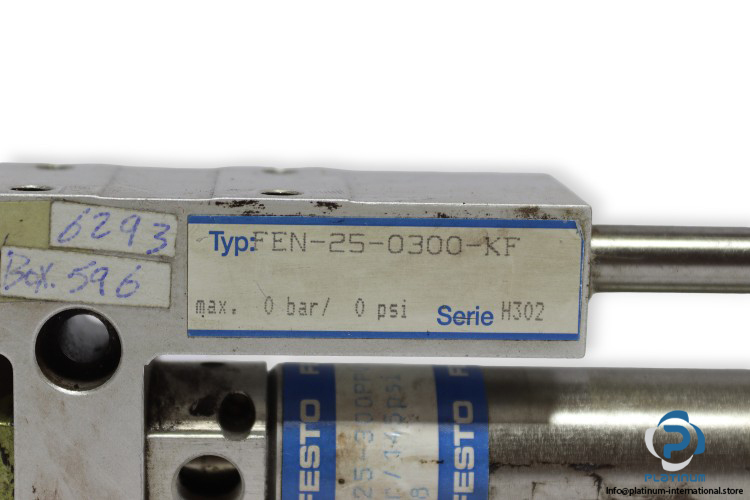 6293
Box.596
Typ:FEN-25-0300-KF
max. 0 bar/ 0 psi Serie H302
FESTO
FESTO
PLATINUM
info@platinum-international.store